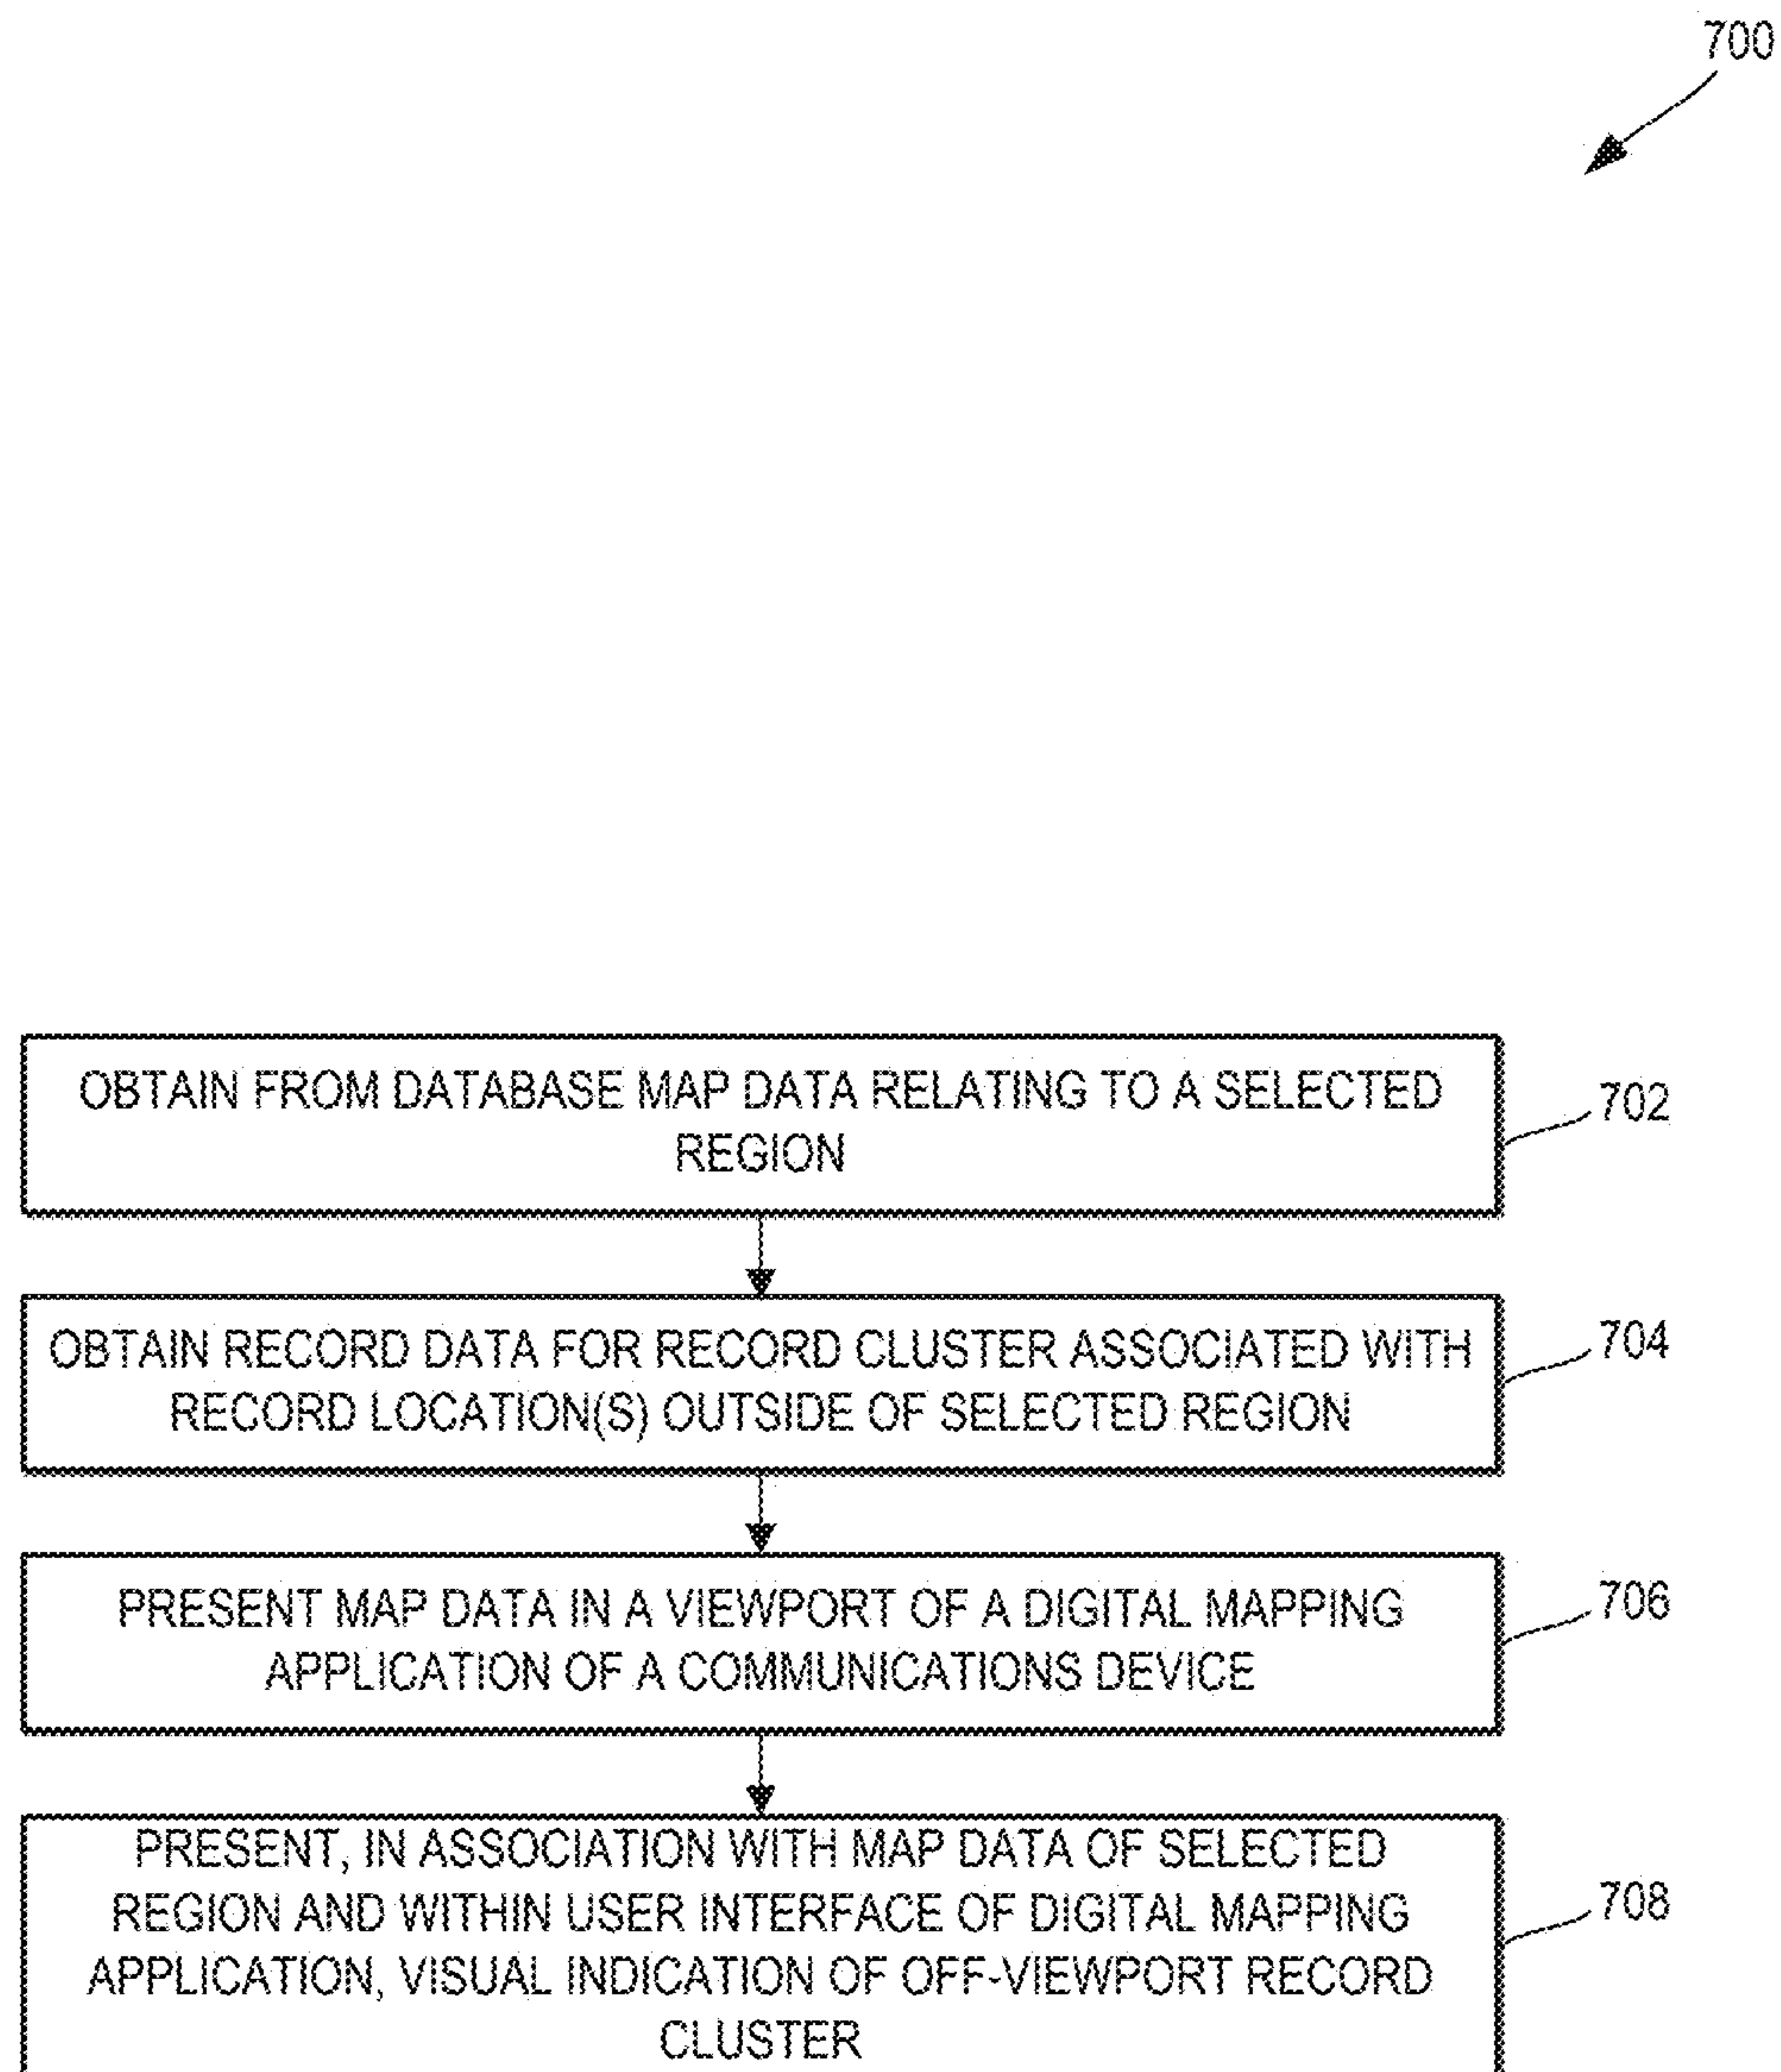 700
OBTAIN FROM DATABASE MAP DATA RELATING TO A SELECTED
REGION
702
OBTAIN RECORD DATA FOR RECORD CLUSTER ASSOCIATED WITH
RECORD LOCATION(S) OUTSIDE OF SELECTED REGION
704
PRESENT MAP DATA IN A VIEWPORT OF A DIGITAL MAPPING
APPLICATION OF A COMMUNICATIONS DEVICE
706
PRESENT, IN ASSOCIATION WITH MAP DATA OF SELECTED
REGION AND WITHIN USER INTERFACE OF DIGITAL MAPPING
APPLICATION, VISUAL INDICATION OF OFF-VIEWPORT RECORD
CLUSTER
708